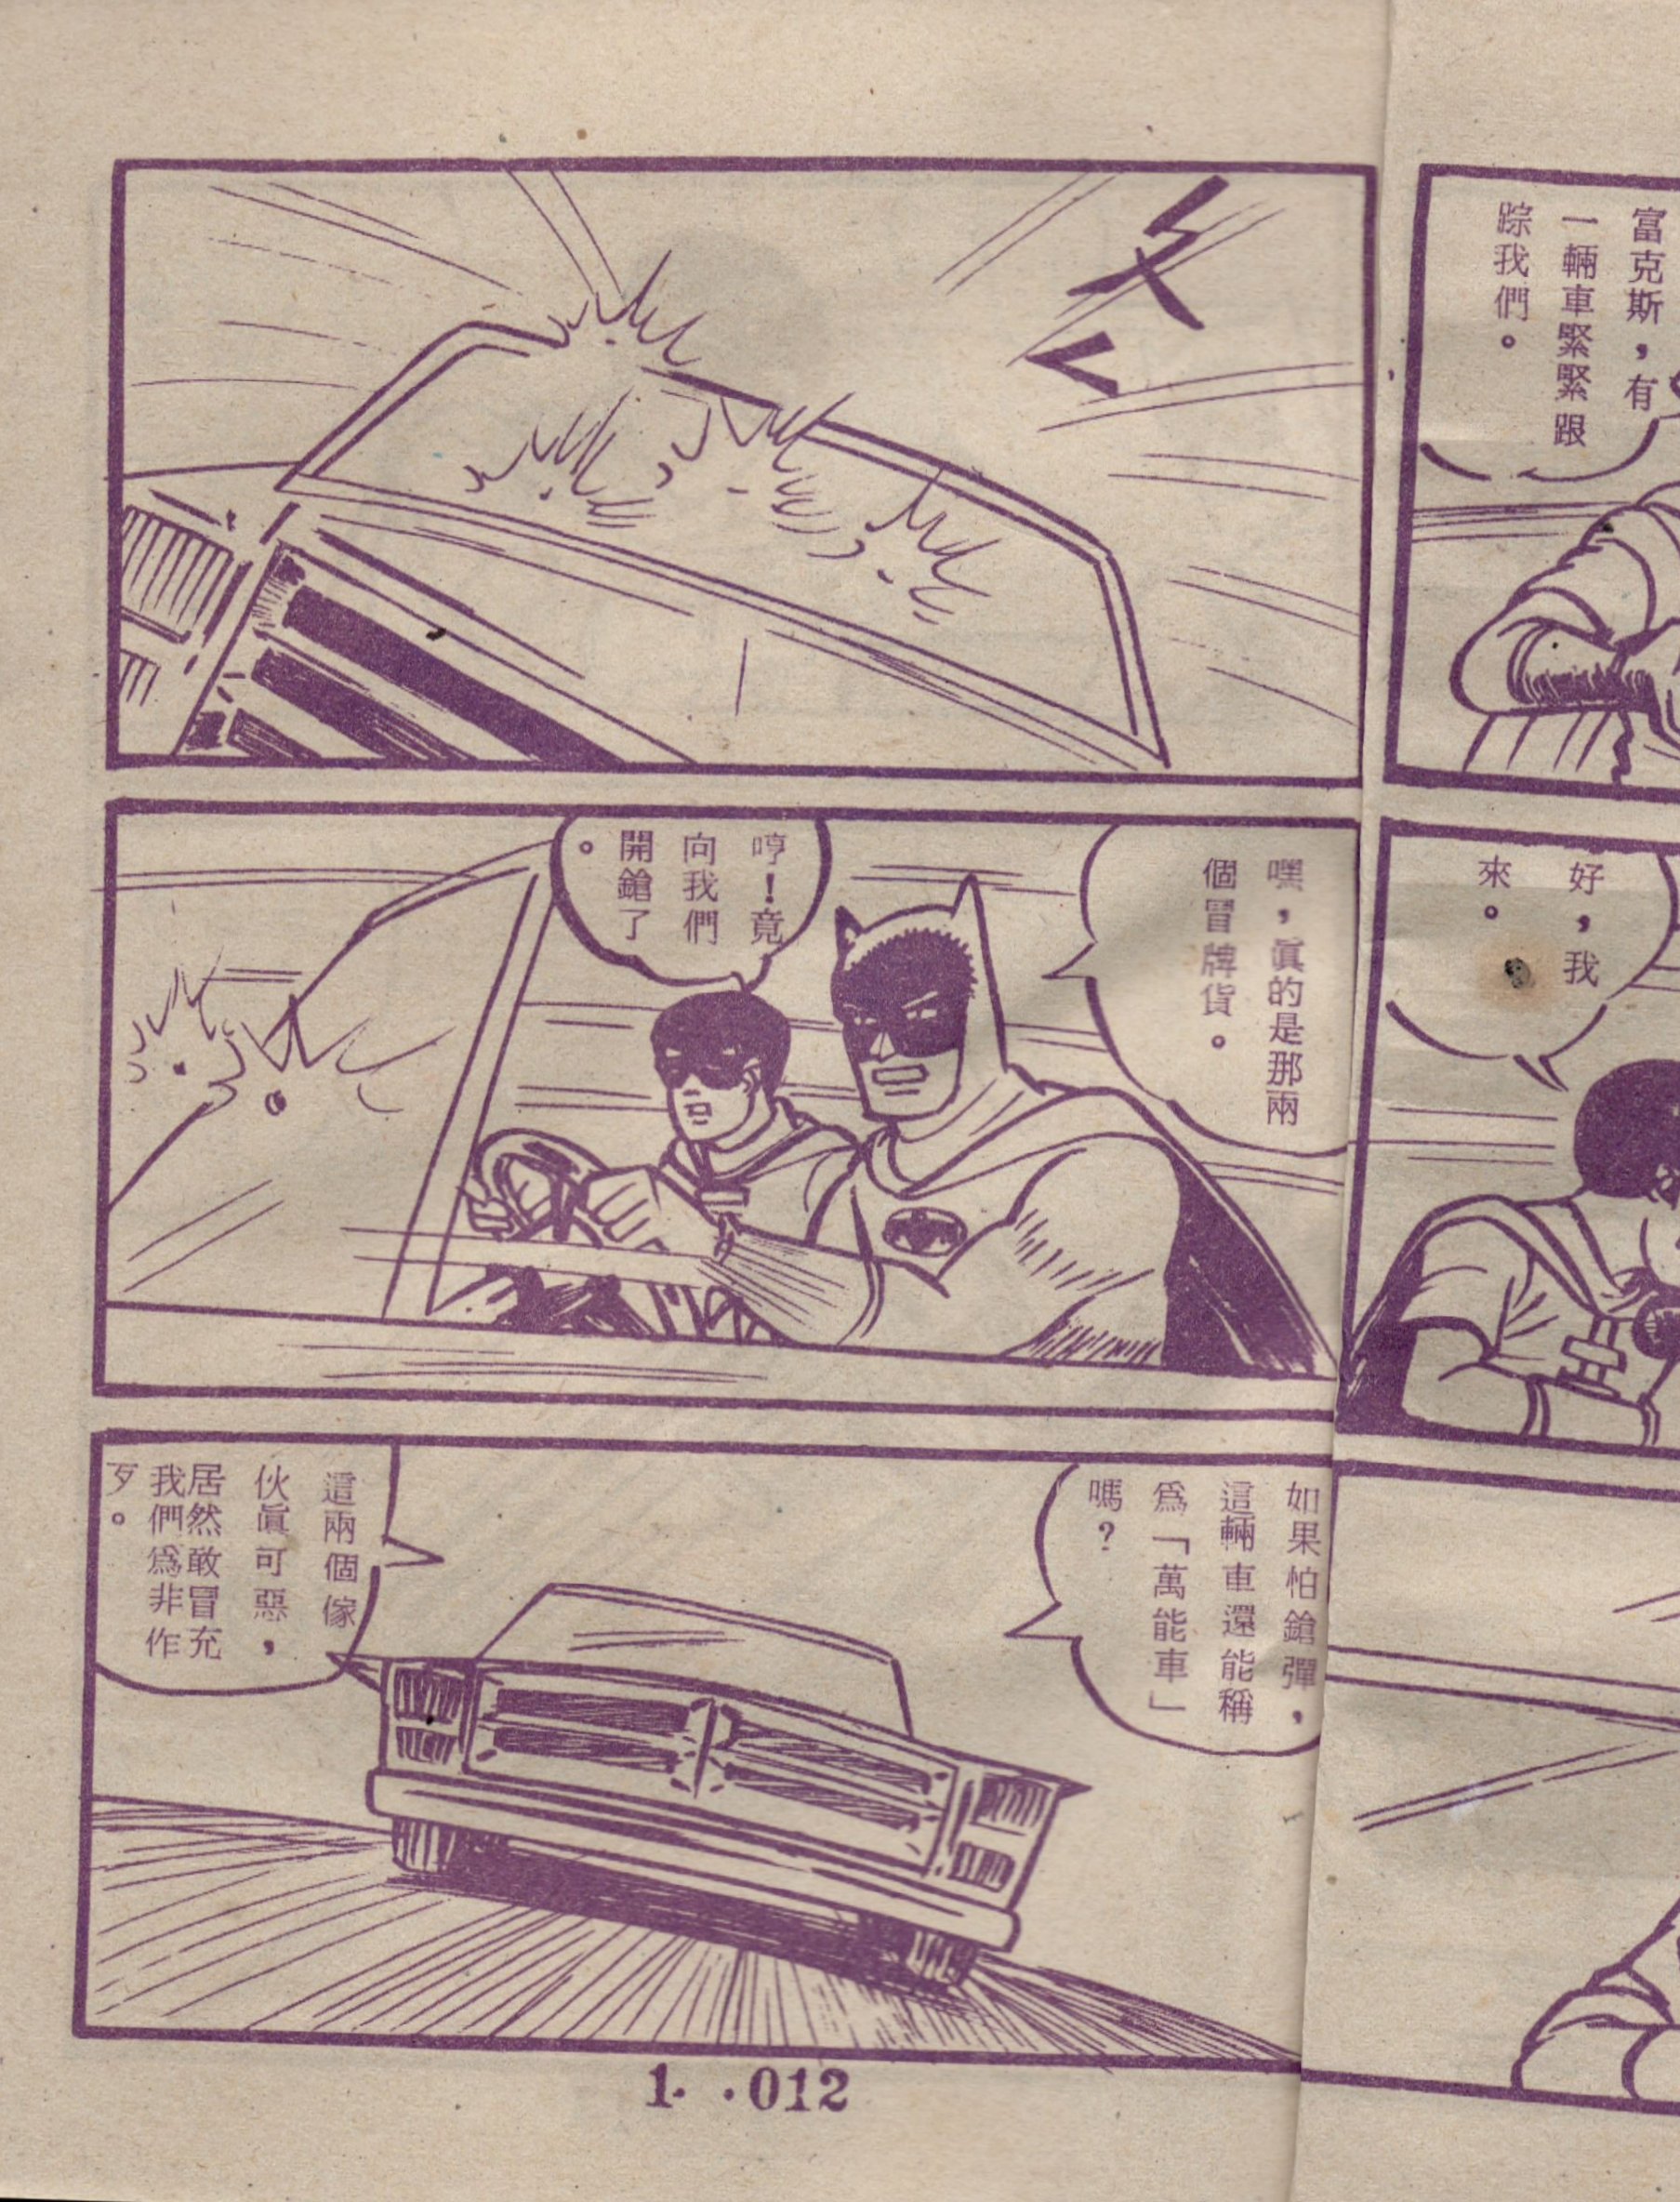 富克斯，有
一輛車緊緊跟
踪我們。
好，我
來。
嘿，眞的是那兩
個冒牌貨。
哼！竟
向我們
開鎗了
。
如果怕鎗彈，
這輛車還能稱
爲「萬能車」
嗎？
這兩個傢
伙眞可惡，
居然敢冒充
我們爲非作
歹。
1· ·012